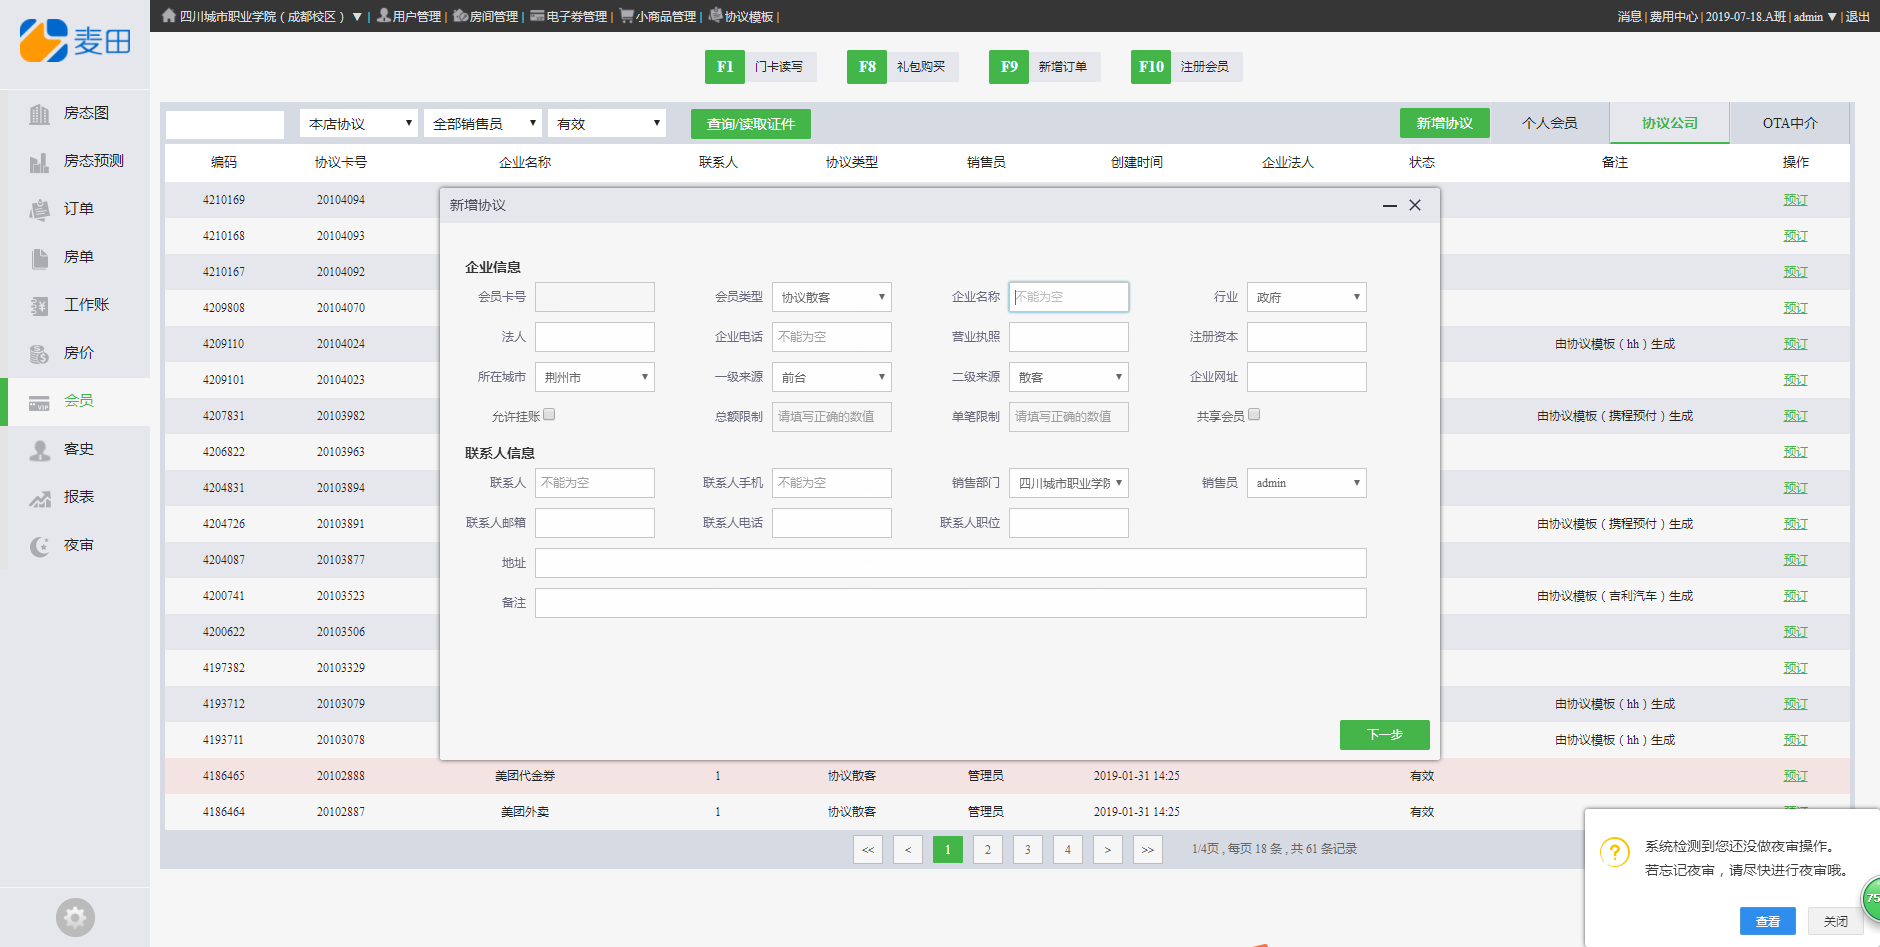 四川城市职业学院（成都校区） ▼ | 用户管理 | 房间管理 | 电子券管理 | 小商品管理 | 协议模板 |
消息 | 费用中心 | 2019-07-18.A班 | admin ▼ | 退出
麦田
F1 门卡读写 F8 礼包购买 F9 新增订单 F10 注册会员
房态图
房态预测
订单
房单
工作账
房价
会员
客史
报表
夜审
本店协议 全部销售员 有效 查询/读取证件 新增协议 个人会员 协议公司 OTA中介
编码 协议卡号 企业名称 联系人 协议类型 销售员 创建时间 企业法人 状态 备注 操作
4210169 20104094 预订
4210168 20104093 预订
4210167 20104092 预订
4209808 20104070 预订
4209110 20104024 由协议模板（hh）生成 预订
4209101 20104023 预订
4207831 20103982 由协议模板（携程预付）生成 预订
4206822 20103963 预订
4204831 20103894 预订
4204726 20103891 由协议模板（携程预付）生成 预订
4204087 20103877 预订
4200741 20103523 由协议模板（吉利汽车）生成 预订
4200622 20103506 预订
4197382 20103329 预订
4193712 20103079 由协议模板（hh）生成 预订
4193711 20103078 由协议模板（hh）生成 预订
4186465 20102888 美团代金券 1 协议散客 管理员 2019-01-31 14:25 有效 预订
4186464 20102887 美团外卖 1 协议散客 管理员 2019-01-31 14:25 有效
<< < 1 2 3 4 > >> 1/4页 , 每页 18 条 , 共 61 条记录
新增协议
企业信息
会员卡号 会员类型 协议散客 企业名称 不能为空 行业 政府
法人 企业电话 不能为空 营业执照 注册资本
所在城市 荆州市 一级来源 前台 二级来源 散客 企业网址
允许挂账 总额限制 请填写正确的数值 单笔限制 请填写正确的数值 共享会员
联系人信息
联系人 不能为空 联系人手机 不能为空 销售部门 四川城市职业学 销售员 admin
联系人邮箱 联系人电话 联系人职位
地址
备注
下一步
系统检测到您还没做夜审操作。
若忘记夜审，请尽快进行夜审哦。
查看 关闭
75